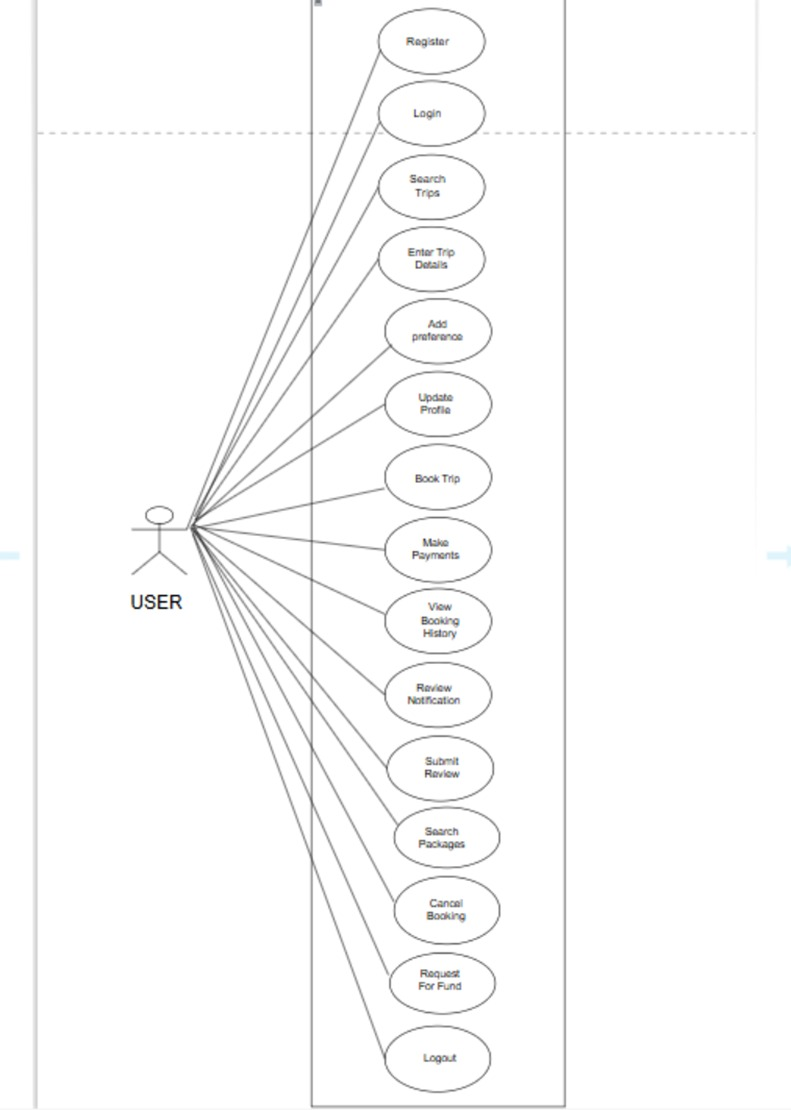 Register
Login
Search
Trips
Enter Trip
Details
Add
preference
Update
Profile
Book Trip
Make
Payments
View
Booking
History
Review
Notification
Submit
Review
Search
Packages
Cancel
Booking
Request
For Fund
Logout
USER